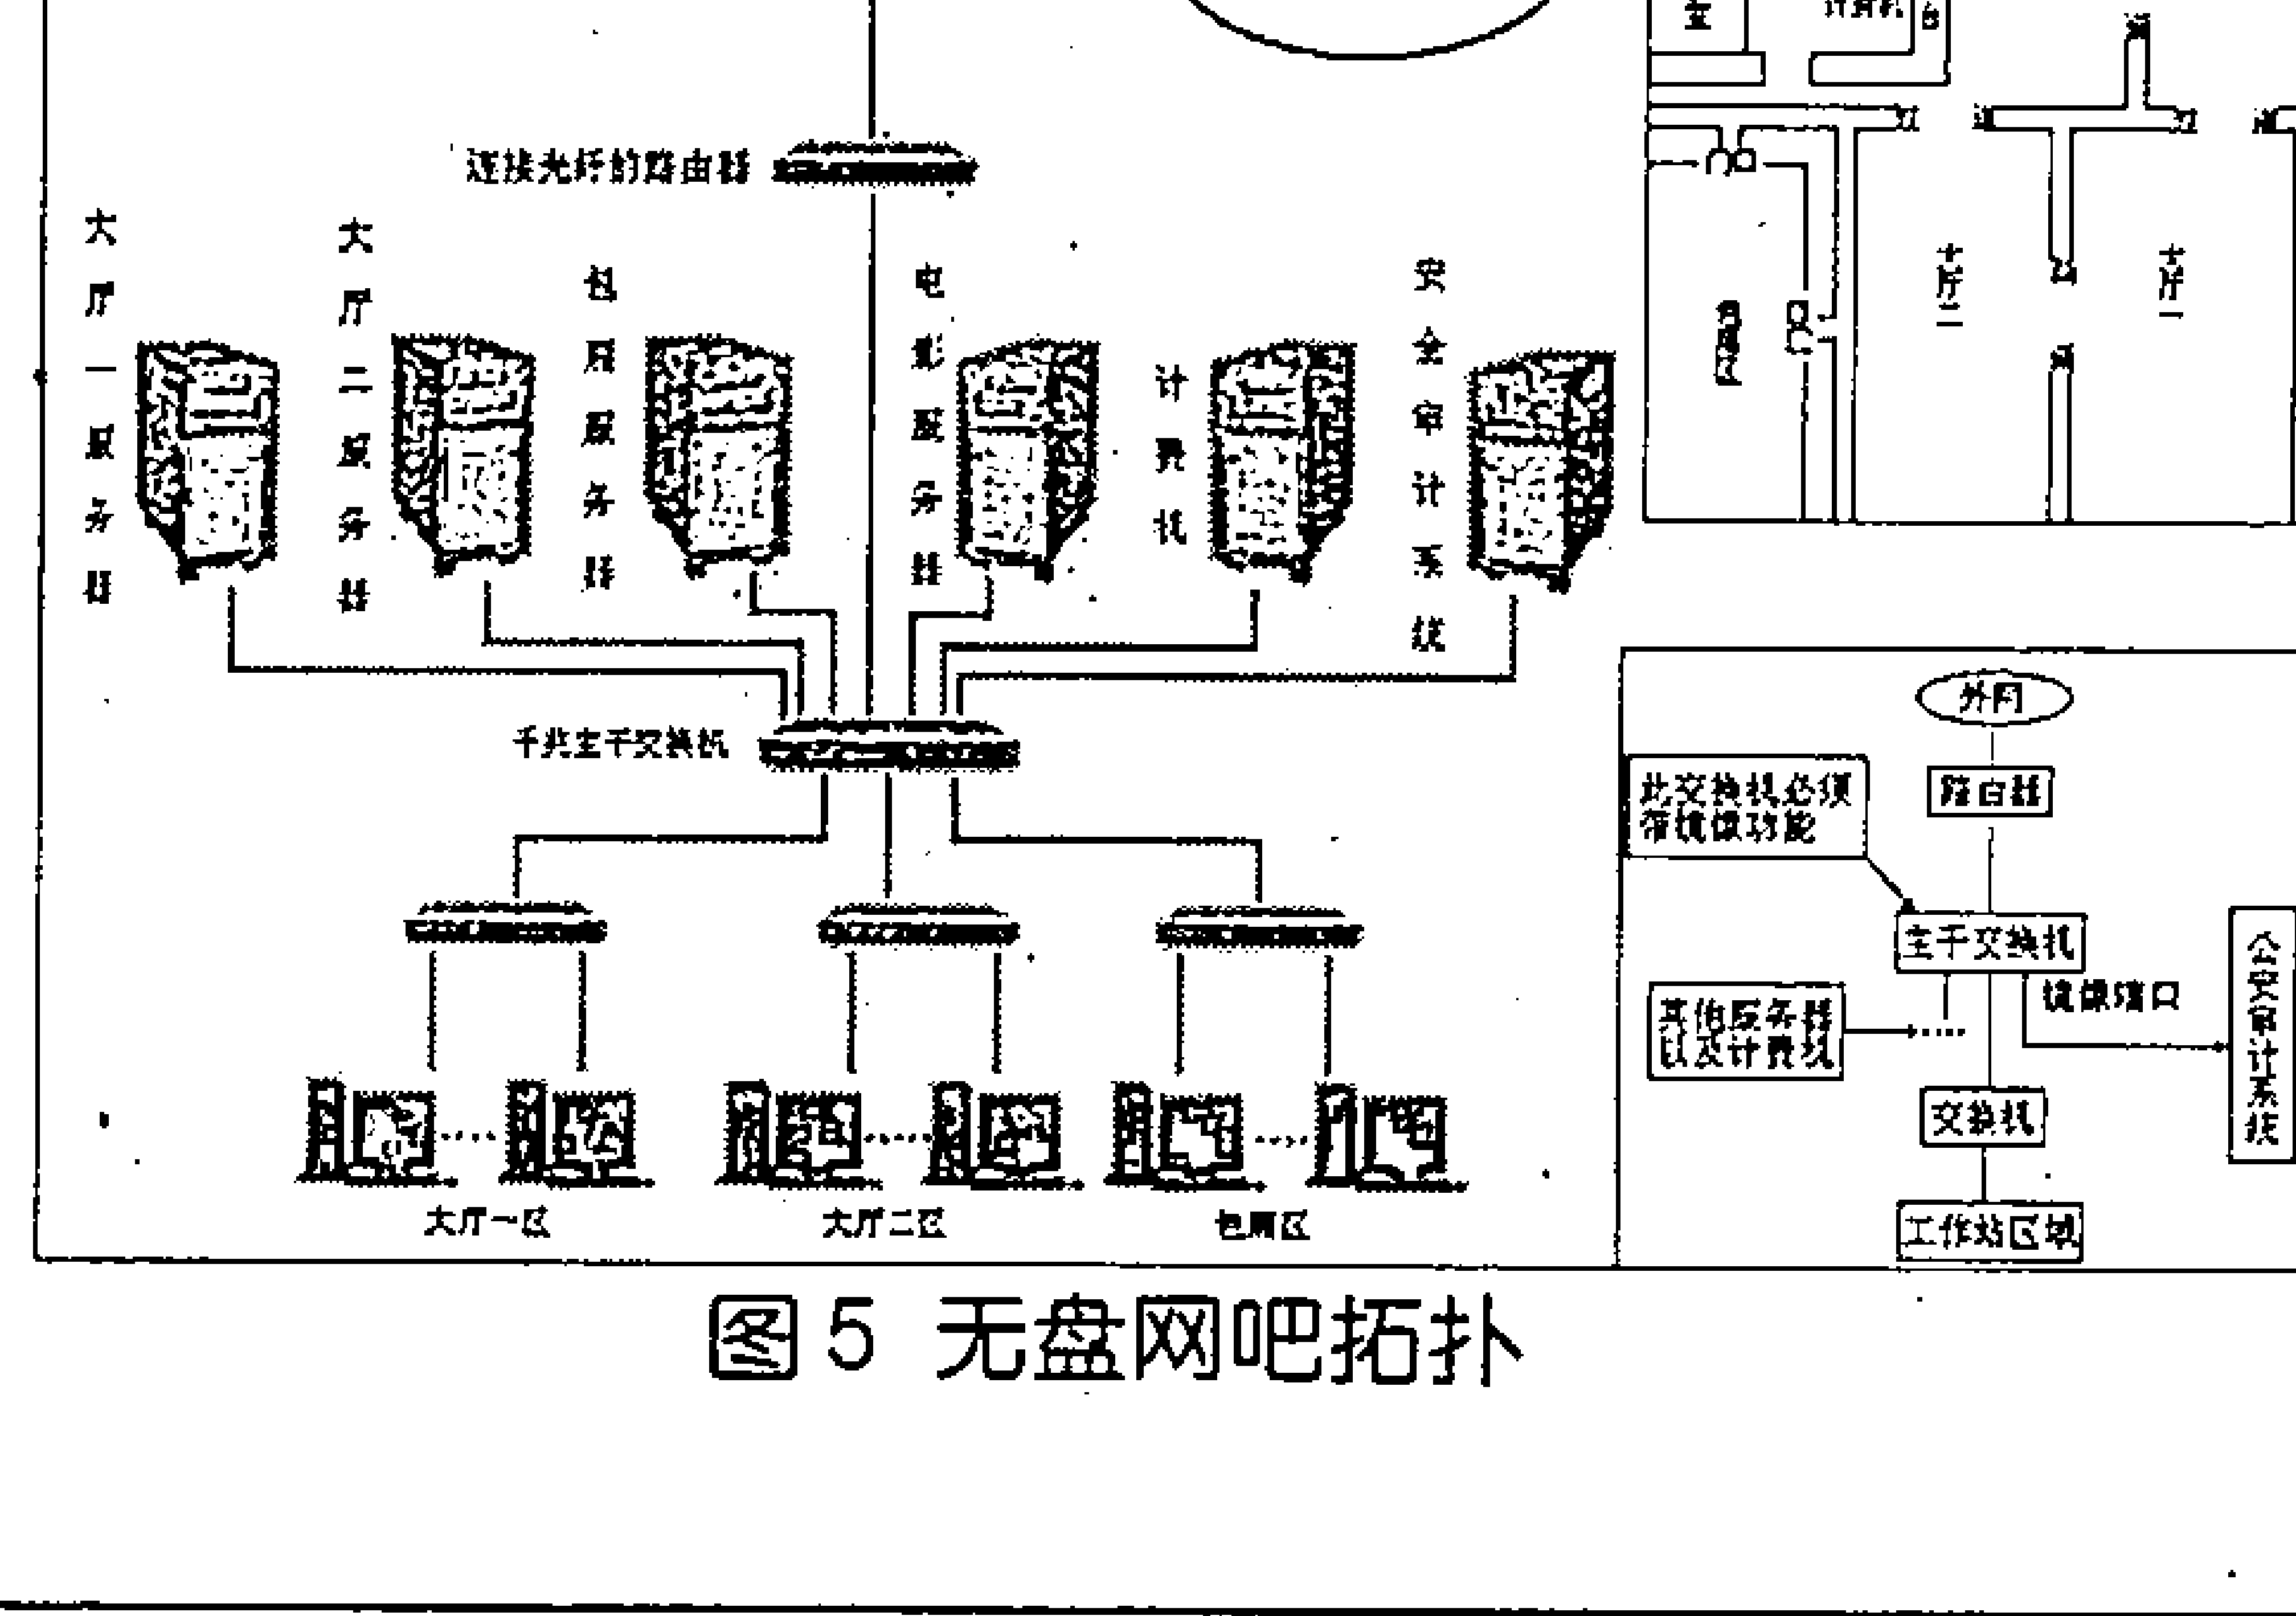 连接光纤的路由器
大厅一服务器
大厅二服务器
包厢服务器
电影服务器
计费机
安全审计系统
千兆主干交换机
大厅一区
大厅二区
包厢区
大厅二
大厅一
外网
路由器
此交换机必须
带镜像功能
主干交换机
镜像端口
其他服务器
以及计费机
公安审计系统
交换机
工作站区域
图5 无盘网吧拓扑